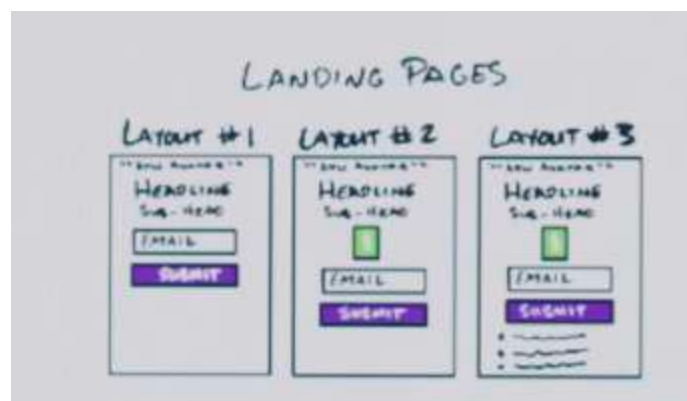 LANDING PAGES
LAYOUT #1
HEADLINE
SUB-HEAD
EMAIL
SUBMIT
LAYOUT #2
HEADLINE
SUB-HEAD
EMAIL
SUBMIT
LAYOUT #3
HEADLINE
SUB-HEAD
EMAIL
SUBMIT